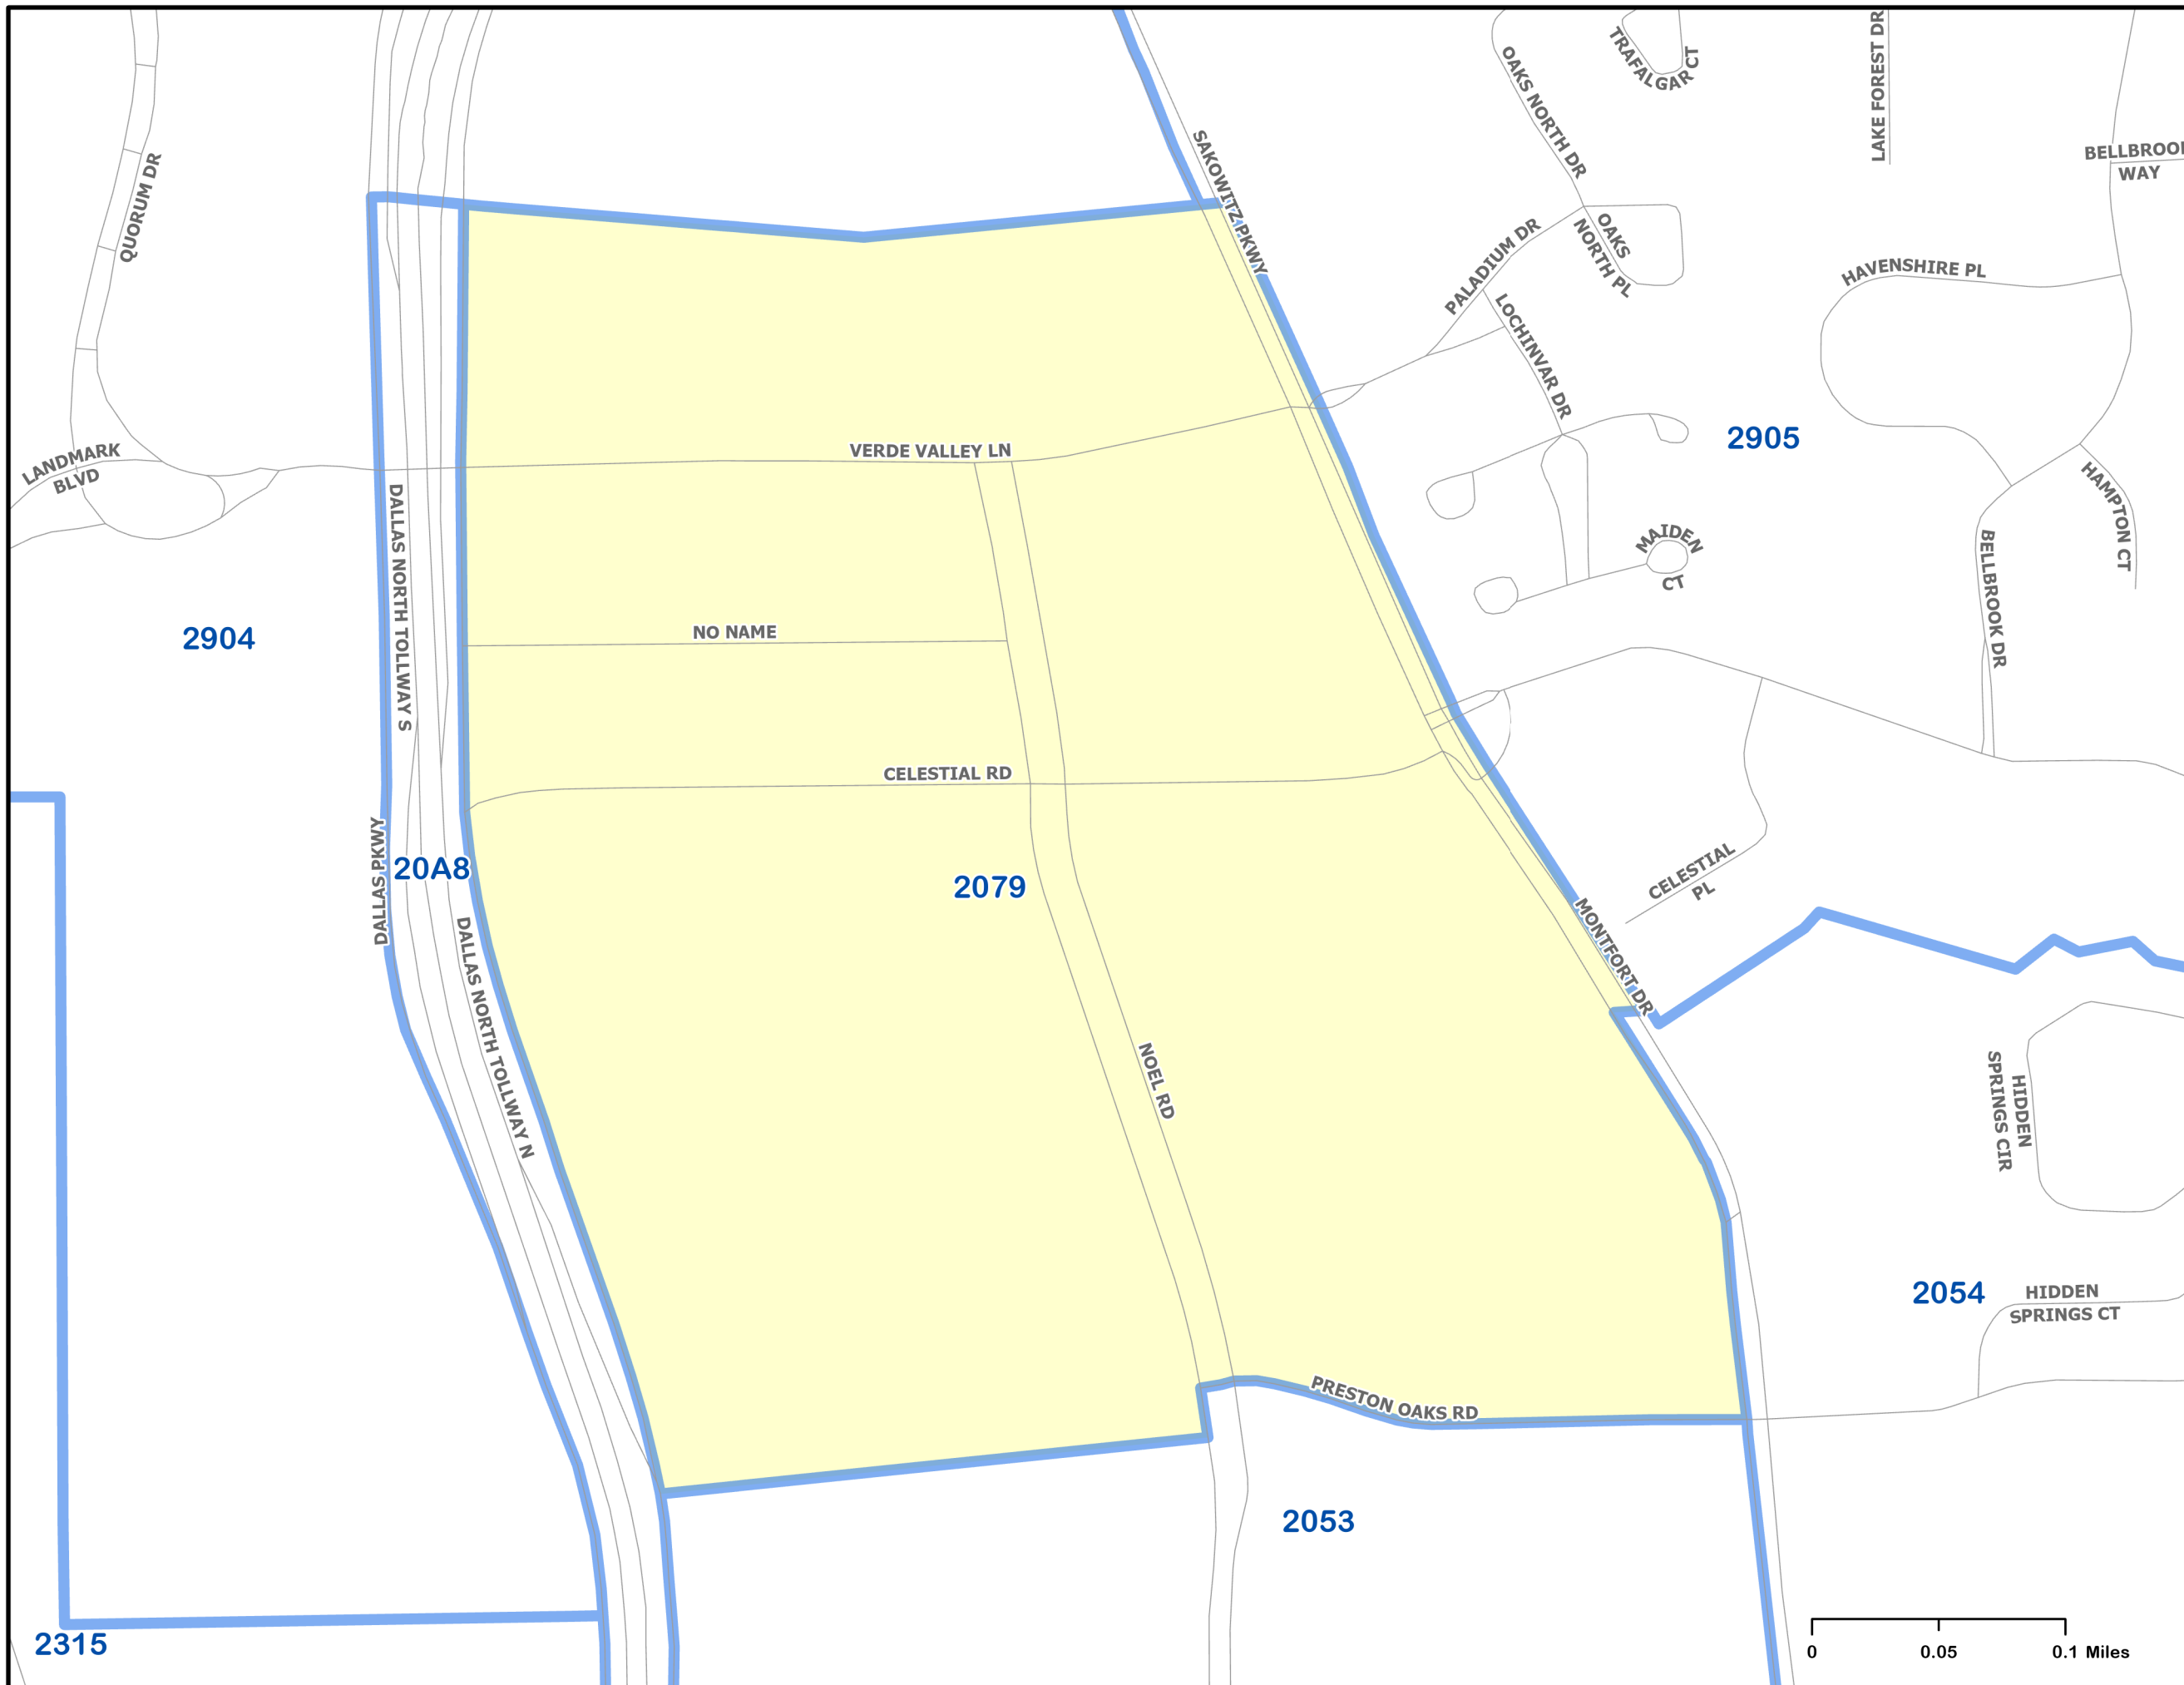 TRAFALGAR CT
LAKE FOREST DR
OAKS NORTH DR
SAKOWITZ PKWY
BELLBROO
WAY
QUORUM DR
OAKS
NORTH PL
PALADIUM DR
HAVENSHIRE PL
LOCHINVAR DR
2905
VERDE VALLEY LN
LANDMARK
BLVD
HAMPTON CT
DALLAS NORTH TOLLWAY S
MAIDEN
CT
BELLBROOK DR
2904
NO NAME
CELESTIAL RD
DALLAS PKWY
20A8
2079
CELESTIAL
PL
MONTFORT DR
DALLAS NORTH TOLLWAY N
NOEL RD
HIDDEN
SPRINGS CIR
2054
HIDDEN
SPRINGS CT
PRESTON OAKS RD
2053
2315
0 0.05 0.1 Miles